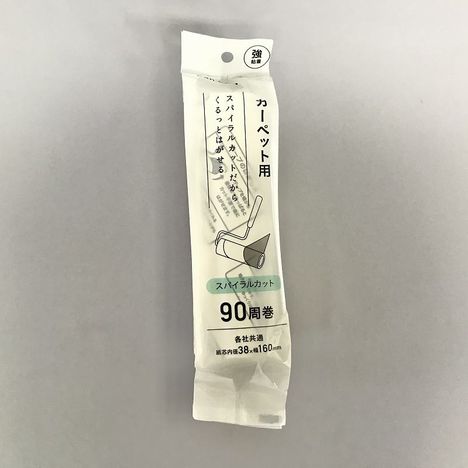 強
粘着
カーペット用
スパイラルカットだから
くるっとはがせる
スパイラルカット
90周巻
各社共通
紙芯内径38×幅160mm